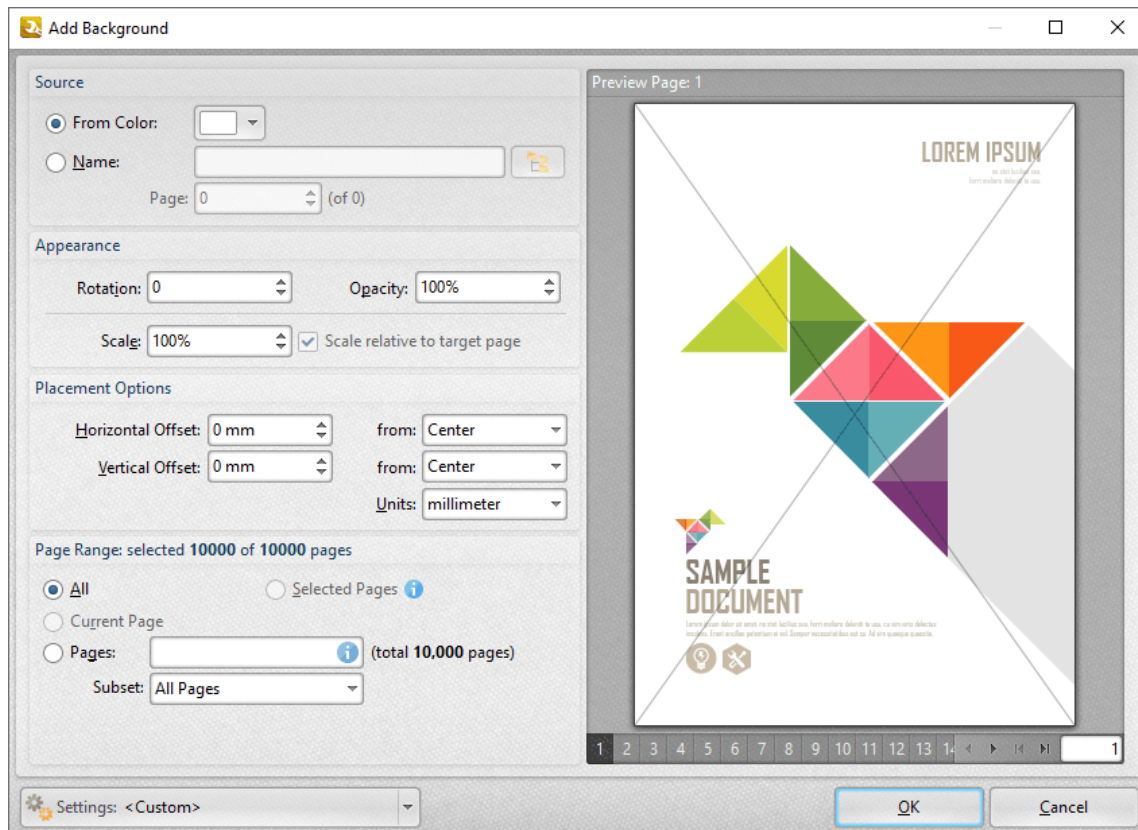 Add Background
Source
From Color:
Name:
Page: 0 (of 0)
Appearance
Rotation: 0 Opacity: 100%
Scale: 100% Scale relative to target page
Placement Options
Horizontal Offset: 0 mm from: Center
Vertical Offset: 0 mm from: Center
Units: millimeter
Page Range: selected 10000 of 10000 pages
All Selected Pages
Current Page
Pages: (total 10,000 pages)
Subset: All Pages
Settings: <Custom>
Preview Page: 1
LOREM IPSUM
SAMPLE
DOCUMENT
1 2 3 4 5 6 7 8 9 10 11 12 13 1
OK Cancel